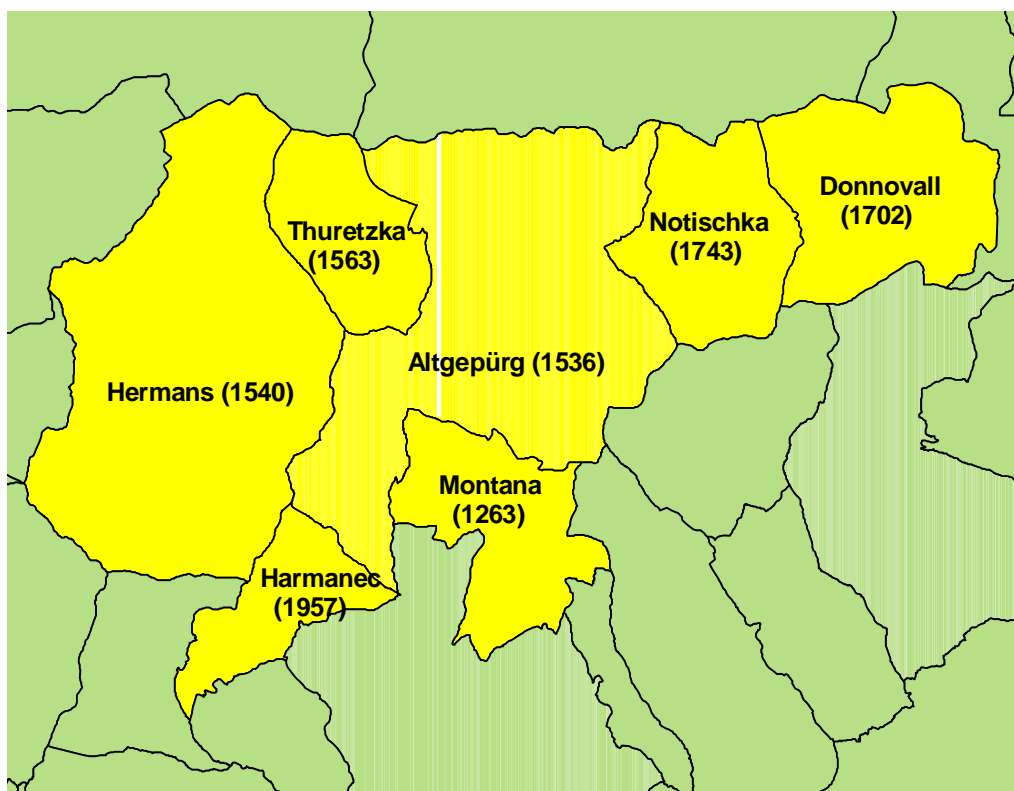 Donnovall
(1702)
Notischka
(1743)
Thuretzka
(1563)
Altgepürg (1536)
Hermans (1540)
Montana
(1263)
Harmanec
(1957)